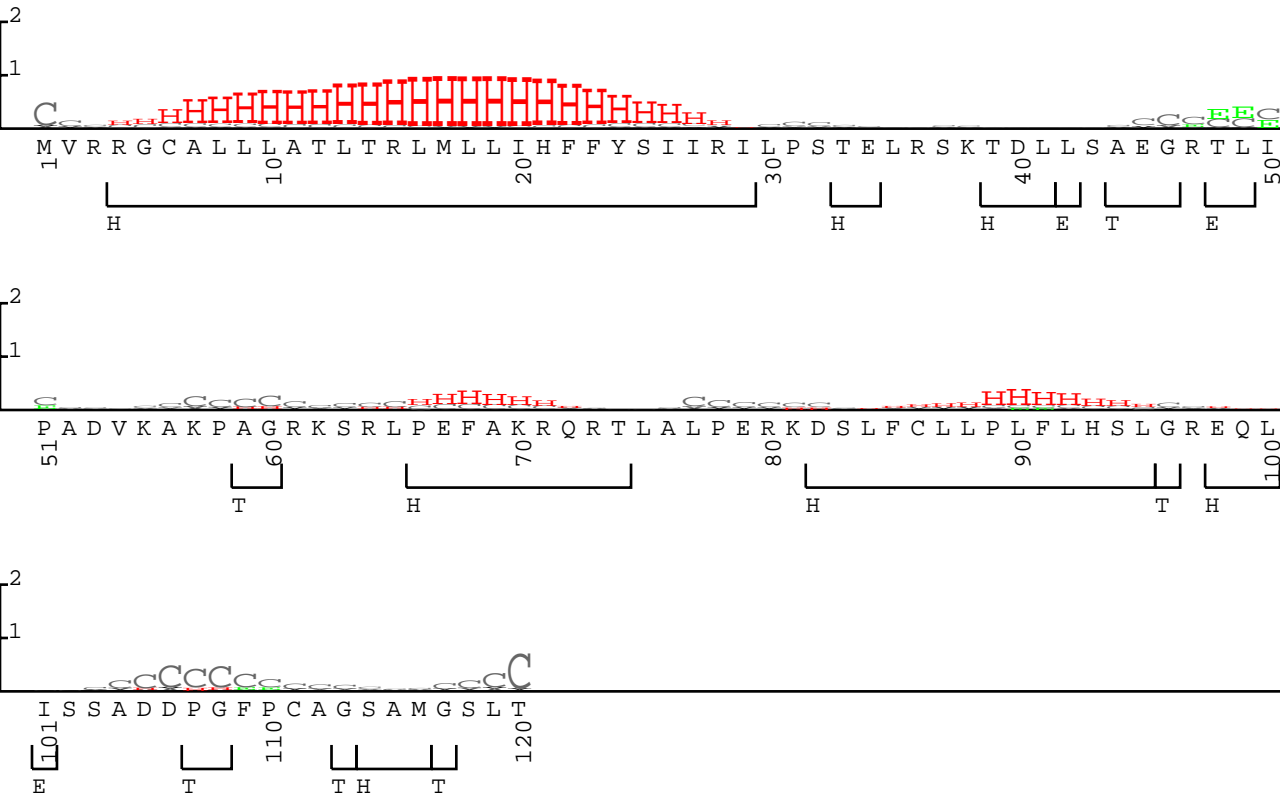 2
1
C C H H H H H H H H H H H H H H H H H H H H H H H H H C C C C C E E C
M V R R G C A L L L A T L T R L M L L I H F F Y S I I R I L P S T E L R S K T D L L S A E G R T L I
1 10 20 30 40 50
H H H E T E
2
1
C C C C C C C C C H H H H H H C C C C C C H H H H H H H C
P A D V K A K P A G R K S R L P E F A K R Q R T L A L P E R K D S L F C L L P L F L H S L G R E Q L
51 60 70 80 90 100
T H H T H
2
1
C C C C C C C C C C C C C C C
I S S A D D P G F P C A G S A M G S L T
101 110 120
E T T H T